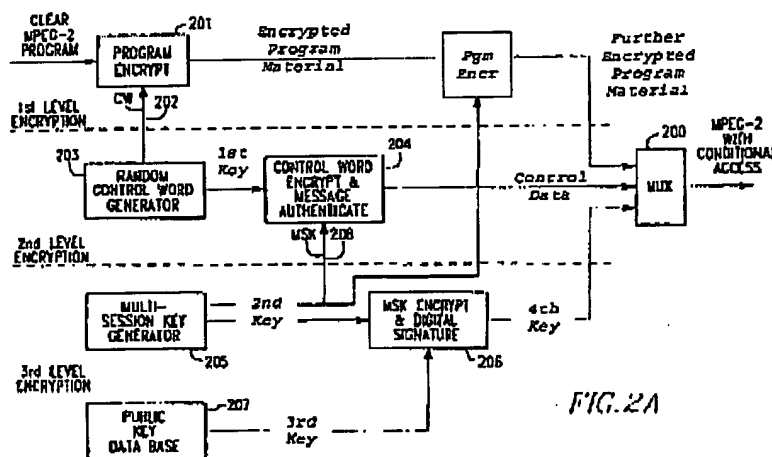 CLEAR
MPEG-2
PROGRAM
201
PROGRAM
ENCRYPT
Encrypted
Program
Material
Pgm
Encr
Further
Encrypted
Program
Material
CW
202
1st LEVEL
ENCRYPTION
203
RANDOM
CONTROL WORD
GENERATOR
1st
Key
204
CONTROL WORD
ENCRYPT &
MESSAGE
AUTHENTICATE
Control
Data
200
MUX
MPEG-2
WITH
CONDITIONAL
ACCESS
MSK
208
2nd LEVEL
ENCRYPTION
MULTI-
SESSION KEY
GENERATOR
205
2nd
Key
MSK ENCRYPT
& DIGITAL
SIGNATURE
206
4th
Key
3rd LEVEL
ENCRYPTION
207
PUBLIC
KEY
DATA BASE
3rd
Key
FIG. 2A